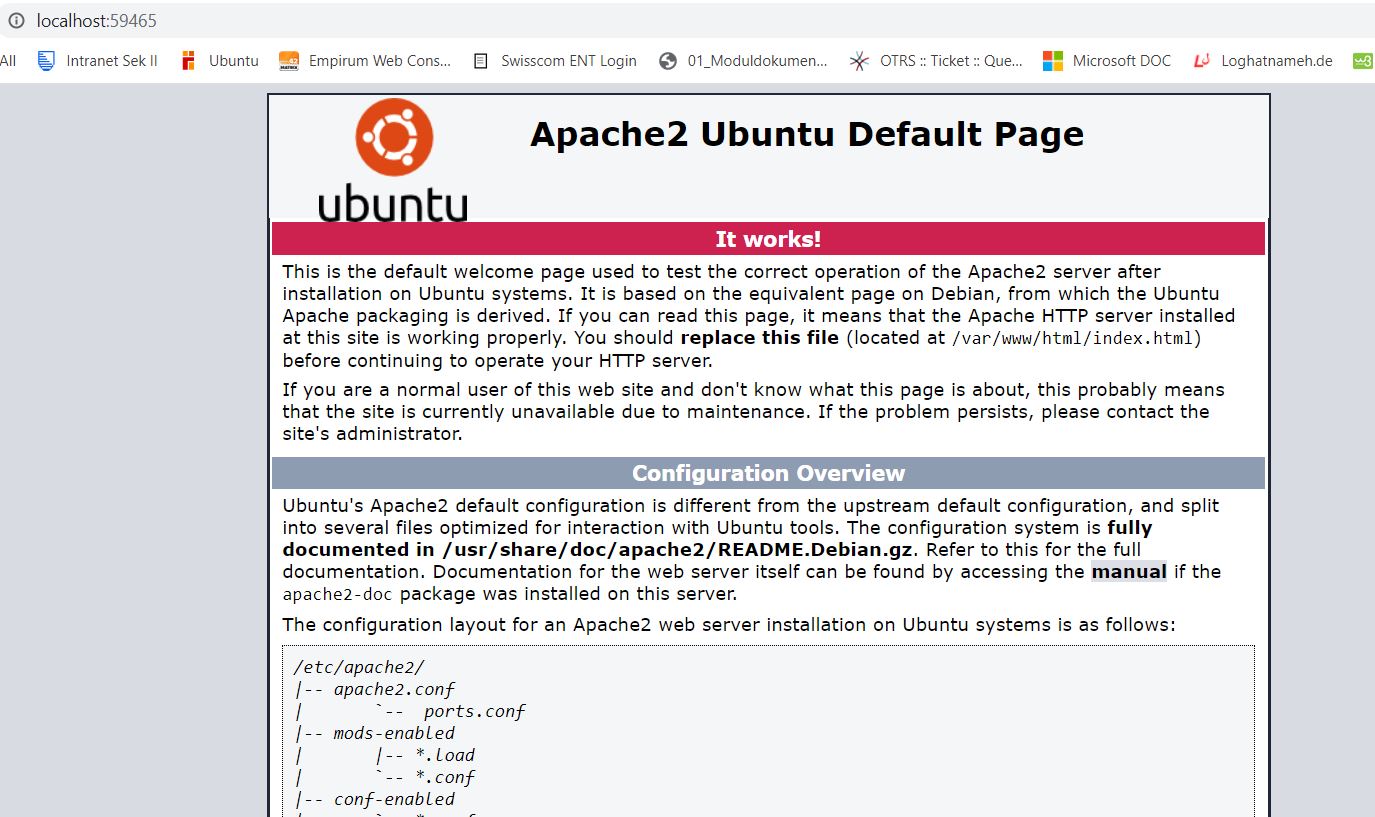 localhost:59465
All Intranet Sek II Ubuntu Empirum Web Cons... Swisscom ENT Login 01_Moduldokumen... OTRS :: Ticket :: Que... Microsoft DOC Loghatnameh.de
ubuntu
Apache2 Ubuntu Default Page
It works!
This is the default welcome page used to test the correct operation of the Apache2 server after
installation on Ubuntu systems. It is based on the equivalent page on Debian, from which the Ubuntu
Apache packaging is derived. If you can read this page, it means that the Apache HTTP server installed
at this site is working properly. You should replace this file (located at /var/www/html/index.html)
before continuing to operate your HTTP server.
If you are a normal user of this web site and don't know what this page is about, this probably means
that the site is currently unavailable due to maintenance. If the problem persists, please contact the
site's administrator.
Configuration Overview
Ubuntu's Apache2 default configuration is different from the upstream default configuration, and split
into several files optimized for interaction with Ubuntu tools. The configuration system is fully
documented in /usr/share/doc/apache2/README.Debian.gz. Refer to this for the full
documentation. Documentation for the web server itself can be found by accessing the manual if the
apache2-doc package was installed on this server.
The configuration layout for an Apache2 web server installation on Ubuntu systems is as follows:
/etc/apache2/
|-- apache2.conf
|       `--  ports.conf
|-- mods-enabled
|       |-- *.load
|       `-- *.conf
|-- conf-enabled